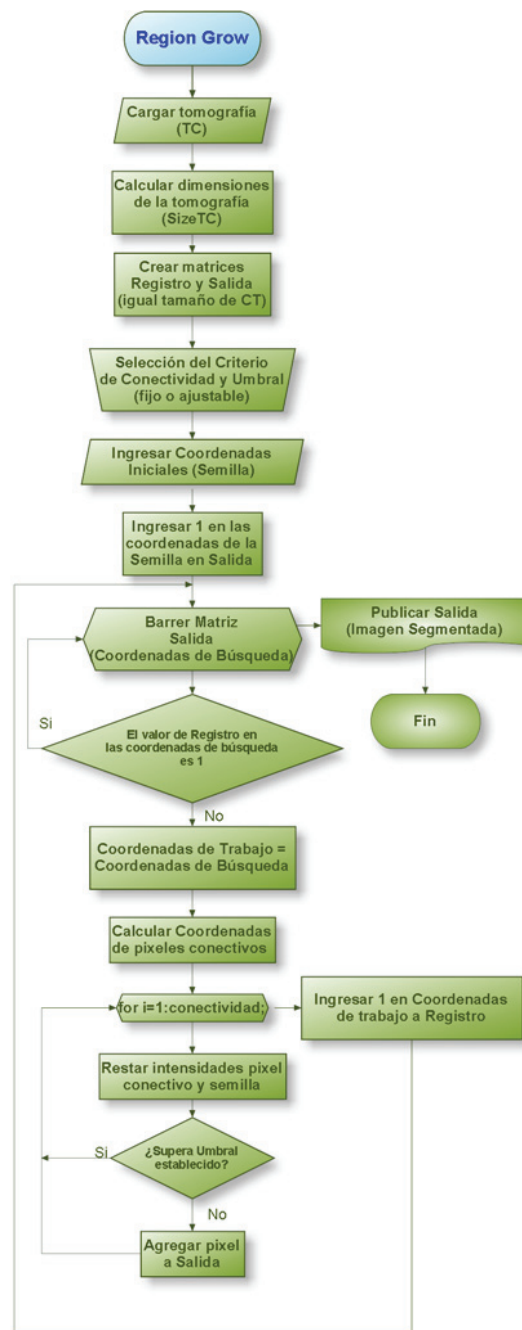 Region Grow
Cargar tomografía
(TC)
Calcular dimensiones
de la tomografía
(SizeTC)
Crear matrices
Registro y Salida
(igual tamaño de CT)
Selección del Criterio
de Conectividad y Umbral
(fijo o ajustable)
Ingresar Coordenadas
Iniciales (Semilla)
Ingresar 1 en las
coordenadas de la
Semilla en Salida
Barrer Matriz
Salida
(Coordenadas de Búsqueda)
Publicar Salida
(Imagen Segmentada)
Fin
Si
El valor de Registro en
las coordenadas de búsqueda
es 1
No
Coordenadas de Trabajo =
Coordenadas de Búsqueda
Calcular Coordenadas
de pixeles conectivos
for i=1:conectividad;
Ingresar 1 en Coordenadas
de trabajo a Registro
Restar intensidades pixel
conectivo y semilla
Si
¿Supera Umbral
establecido?
No
Agregar pixel
a Salida